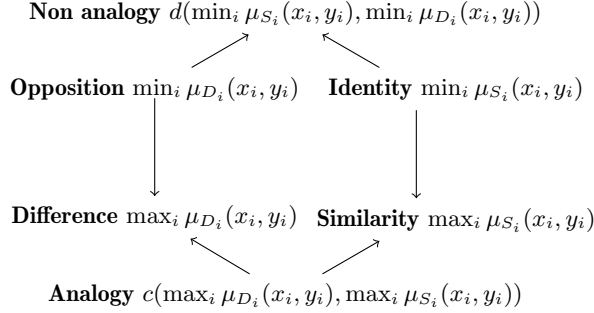 Non analogy d(min_i μ_{S_i}(x_i, y_i), min_i μ_{D_i}(x_i, y_i))
Opposition min_i μ_{D_i}(x_i, y_i) Identity min_i μ_{S_i}(x_i, y_i)
Difference max_i μ_{D_i}(x_i, y_i) Similarity max_i μ_{S_i}(x_i, y_i)
Analogy c(max_i μ_{D_i}(x_i, y_i), max_i μ_{S_i}(x_i, y_i))